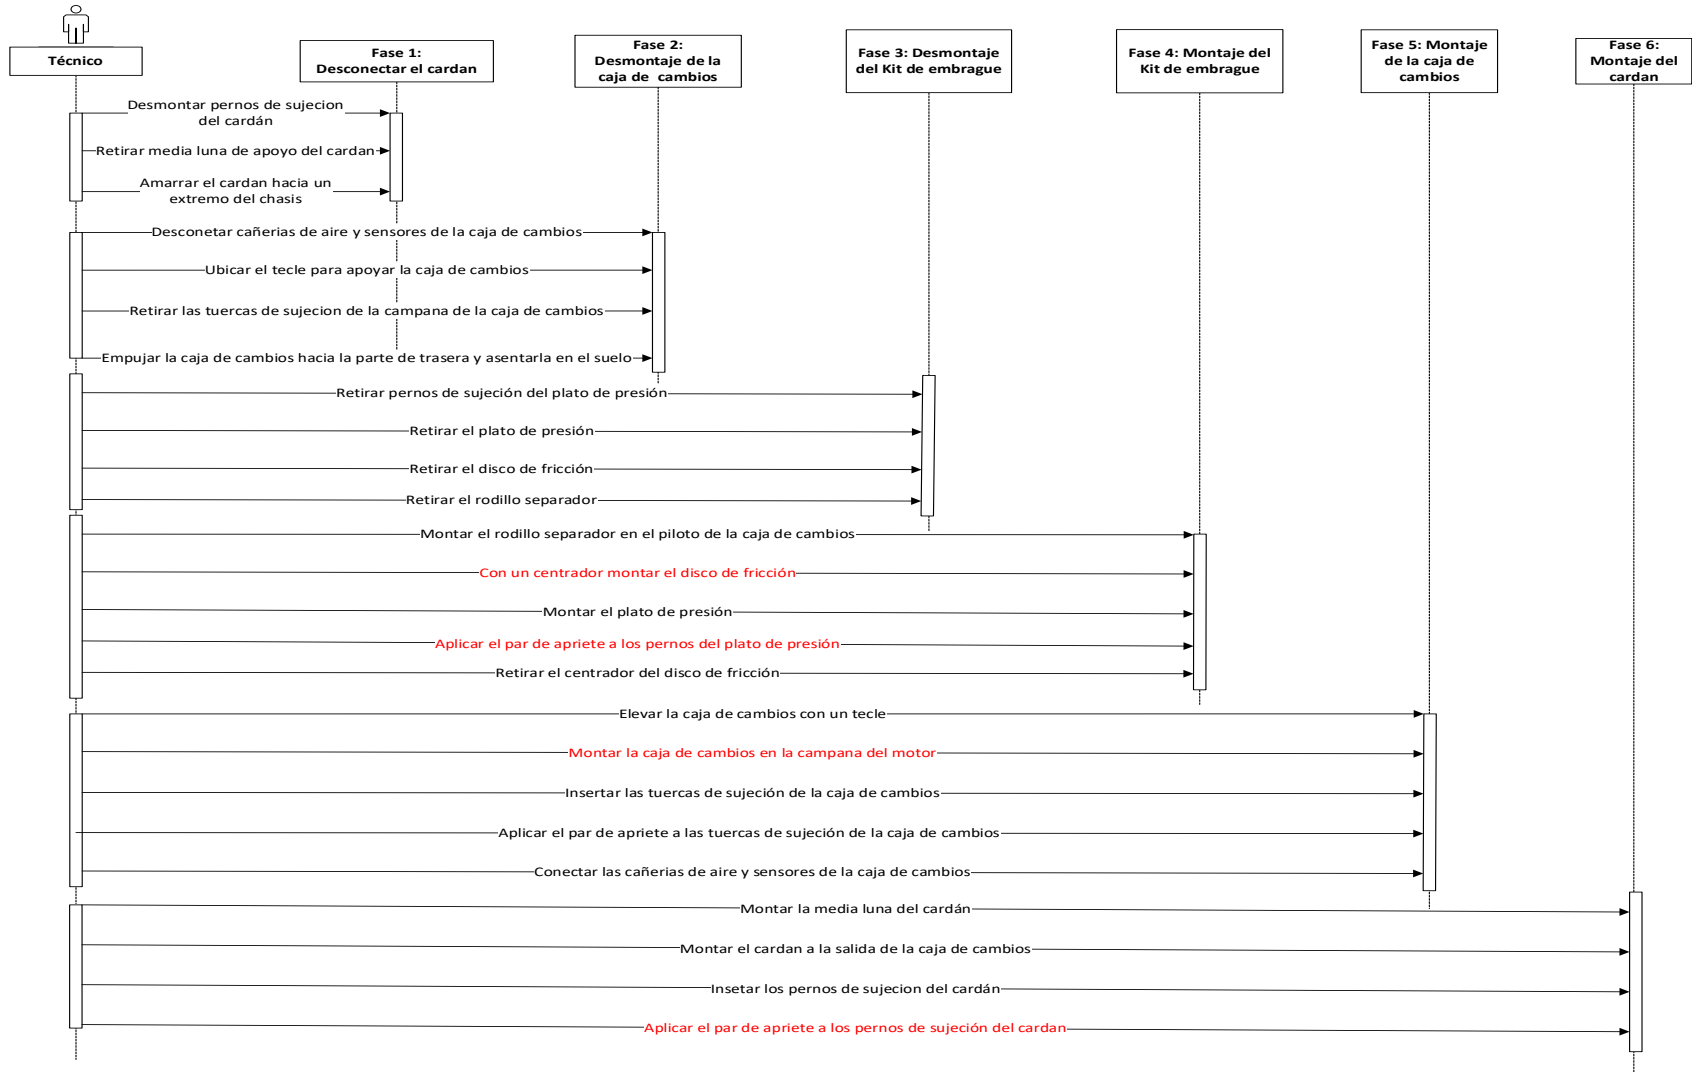 Técnico
Fase 1:
Desconectar el cardan
Fase 2:
Desmontaje de la
caja de cambios
Fase 3: Desmontaje
del Kit de embrague
Fase 4: Montaje del
Kit de embrague
Fase 5: Montaje
de la caja de
cambios
Fase 6:
Montaje del
cardan
Desmontar pernos de sujecion
del cardán
Retirar media luna de apoyo del cardan
Amarrar el cardan hacia un
extremo del chasis
Desconetar cañerias de aire y sensores de la caja de cambios
Ubicar el tecle para apoyar la caja de cambios
Retirar las tuercas de sujecion de la campana de la caja de cambios
Empujar la caja de cambios hacia la parte de trasera y asentarla en el suelo
Retirar pernos de sujeción del plato de presión
Retirar el plato de presión
Retirar el disco de fricción
Retirar el rodillo separador
Montar el rodillo separador en el piloto de la caja de cambios
Con un centrador montar el disco de fricción
Montar el plato de presión
Aplicar el par de apriete a los pernos del plato de presión
Retirar el centrador del disco de fricción
Elevar la caja de cambios con un tecle
Montar la caja de cambios en la campana del motor
Insertar las tuercas de sujeción de la caja de cambios
Aplicar el par de apriete a las tuercas de sujeción de la caja de cambios
Conectar las cañerias de aire y sensores de la caja de cambios
Montar la media luna del cardán
Montar el cardan a la salida de la caja de cambios
Insetar los pernos de sujecion del cardán
Aplicar el par de apriete a los pernos de sujeción del cardan